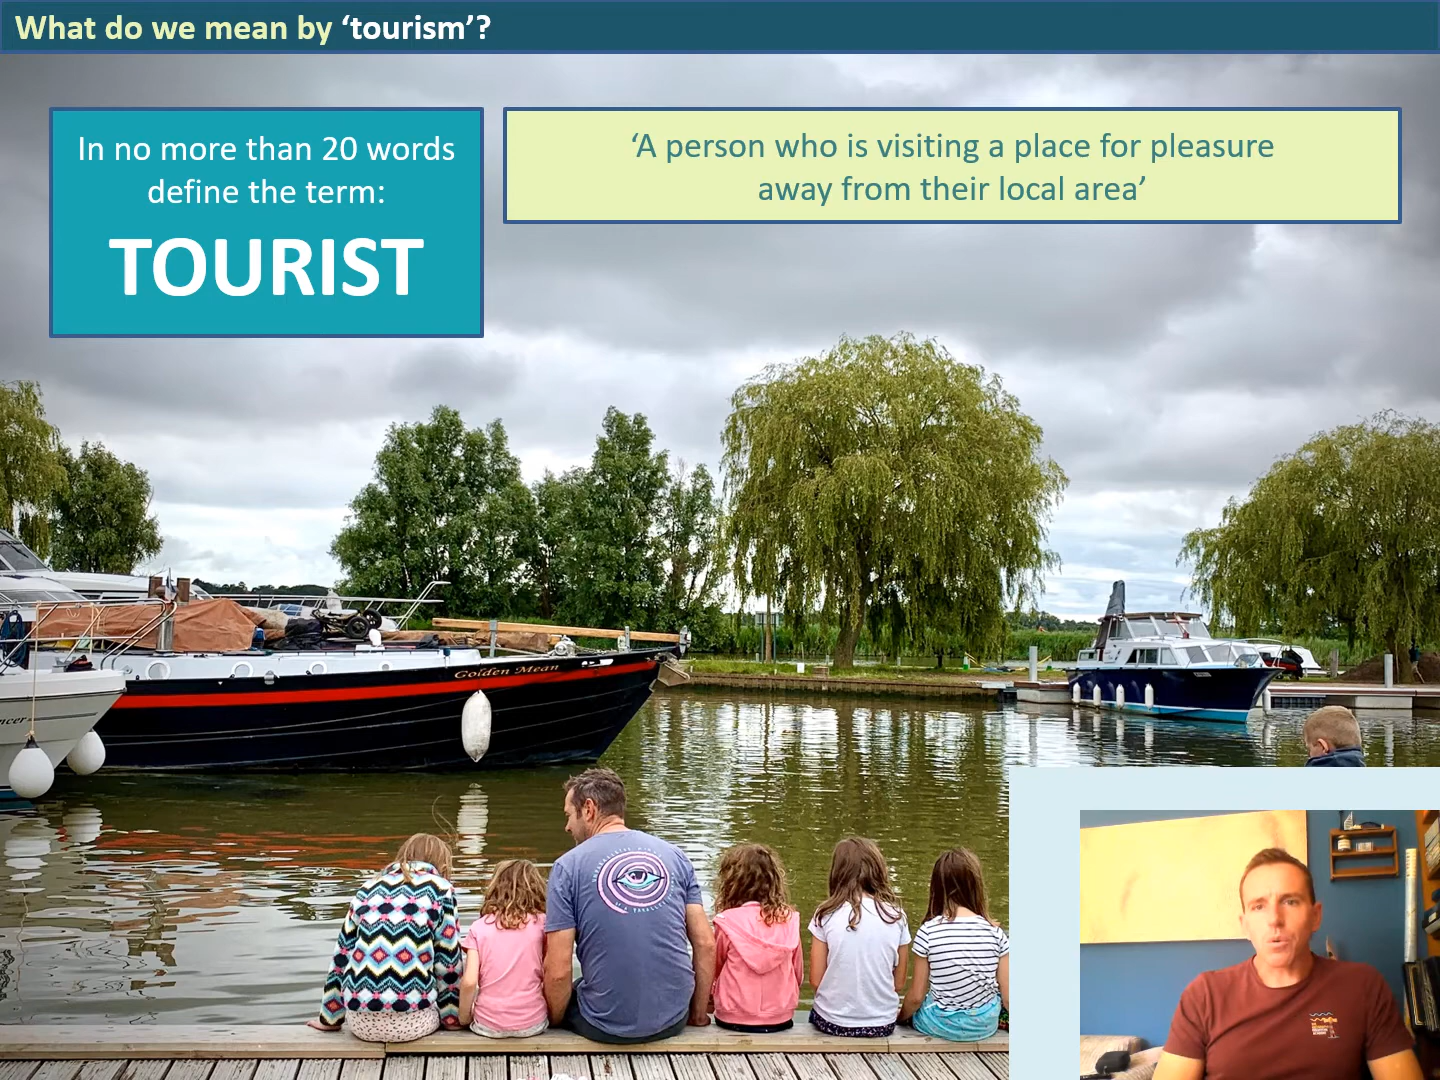 What do we mean by ‘tourism’?
In no more than 20 words
define the term:
TOURIST
‘A person who is visiting a place for pleasure
away from their local area’
Golden Mean